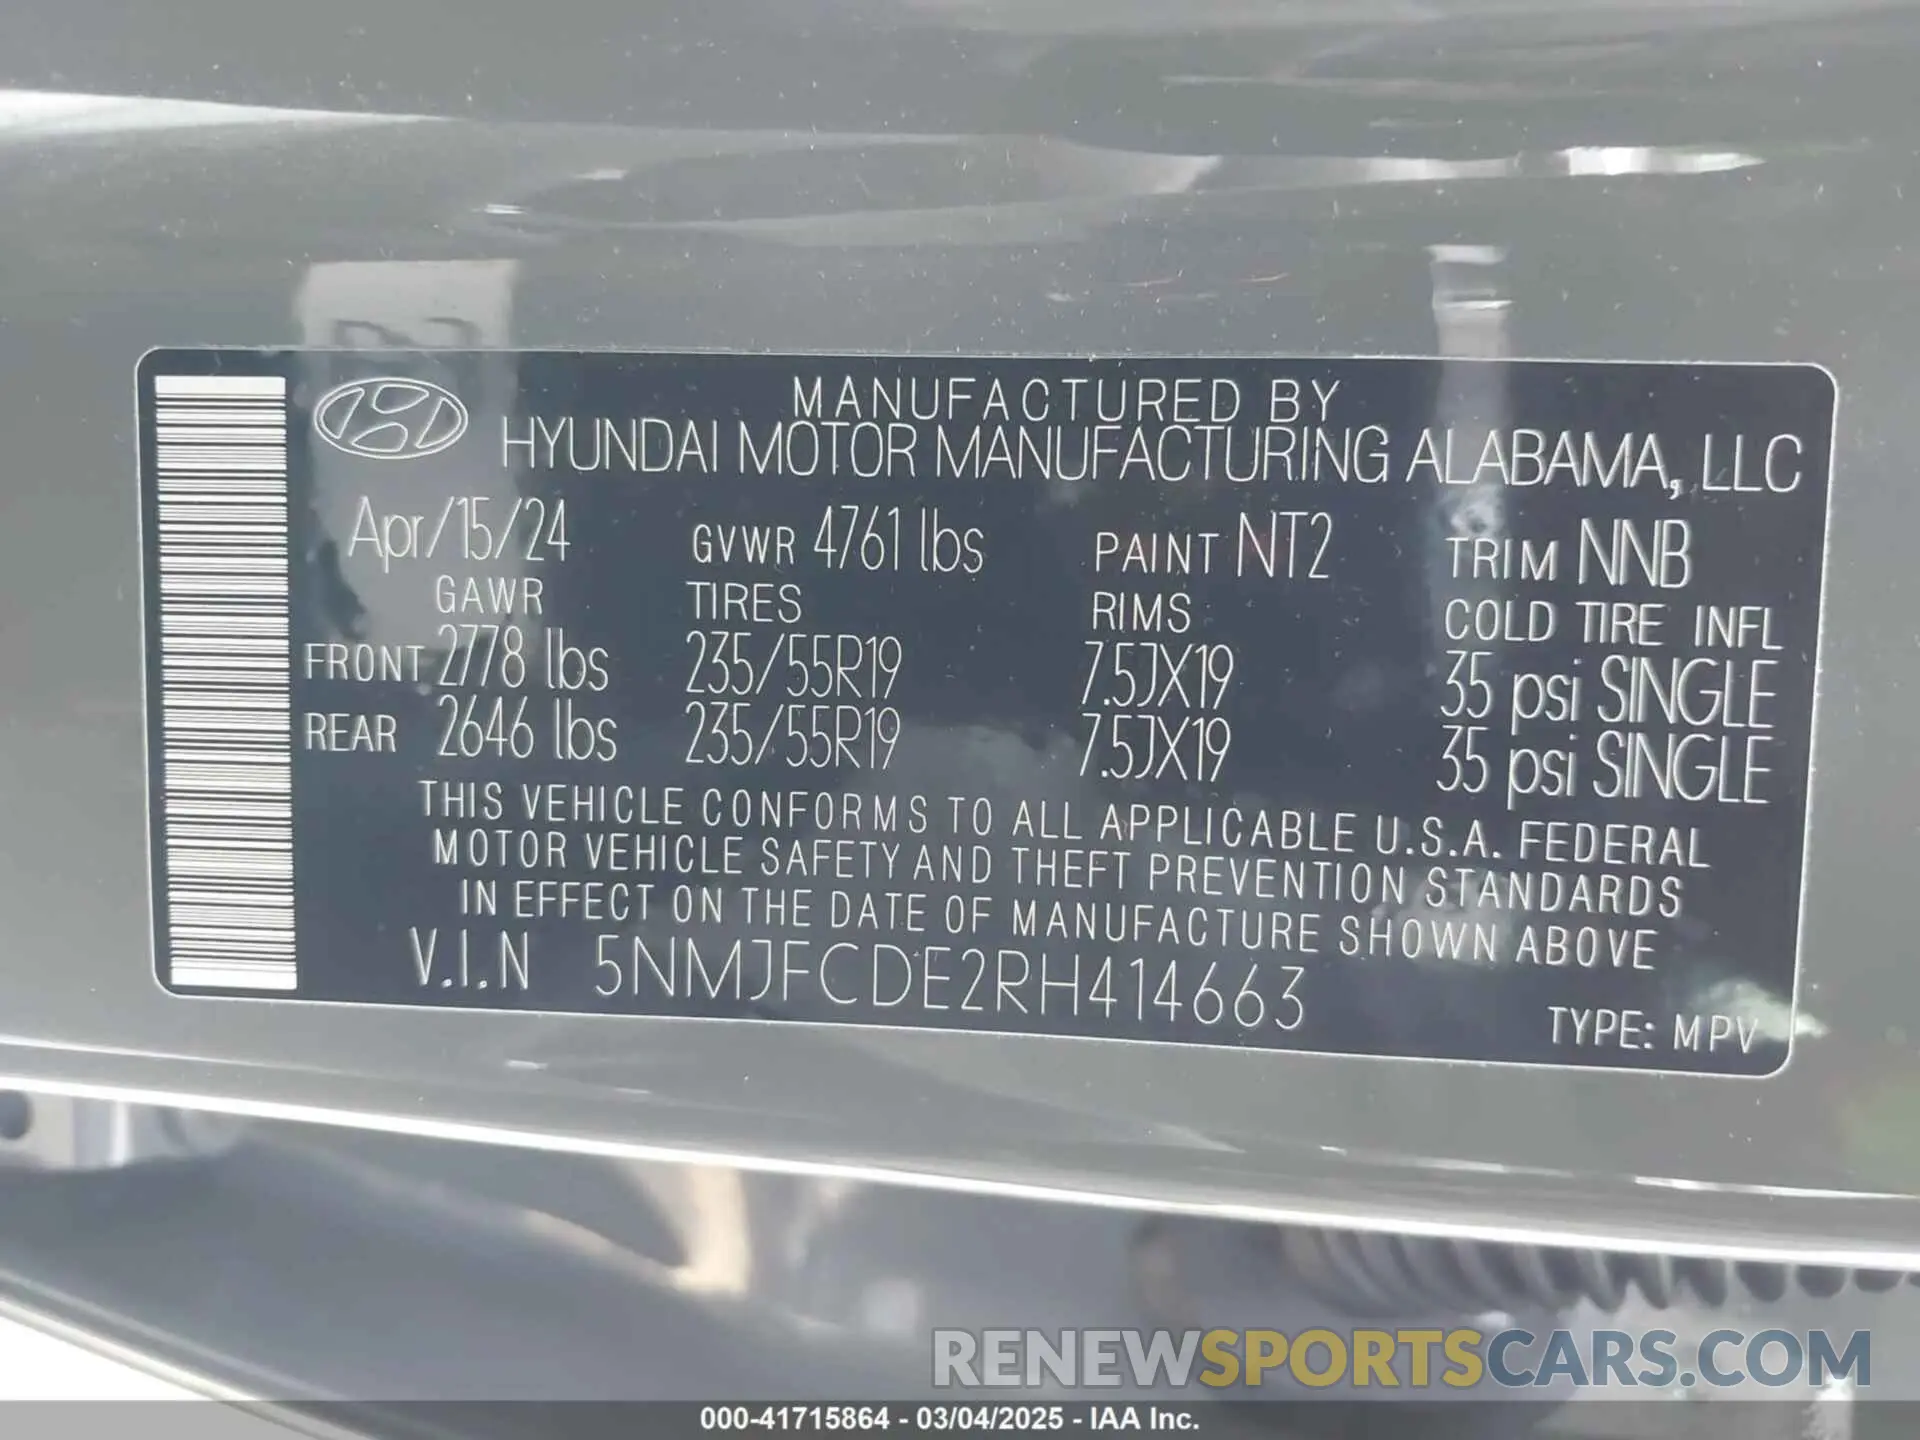 MANUFACTURED BY
HYUNDAI MOTOR MANUFACTURING ALABAMA, LLC
Apr/15/24 GVWR 4761 lbs PAINT NT2 TRIM NNB
GAWR TIRES RIMS COLD TIRE INFL
FRONT 2778 lbs 235/55R19 7.5JX19 35 psi SINGLE
REAR 2646 lbs 235/55R19 7.5JX19 35 psi SINGLE
THIS VEHICLE CONFORMS TO ALL APPLICABLE U.S.A. FEDERAL
MOTOR VEHICLE SAFETY AND THEFT PREVENTION STANDARDS
IN EFFECT ON THE DATE OF MANUFACTURE SHOWN ABOVE
V.I.N 5NMJFCDE2RH414663
TYPE: MPV
RENEWSPORTSCARS.COM
000-41715864 - 03/04/2025 - IAA Inc.